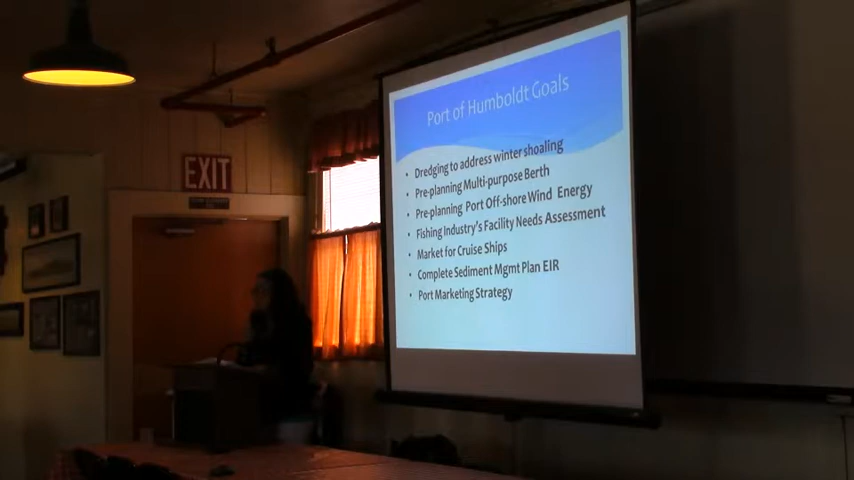 EXIT
Port of Humboldt Goals
• Dredging to address winter shoaling
• Pre-planning Multi-purpose Berth
• Pre-planning Port Off-shore Wind Energy
• Fishing Industry's Facility Needs Assessment
• Market for Cruise Ships
• Complete Sediment Mgmt Plan EIR
• Port Marketing Strategy